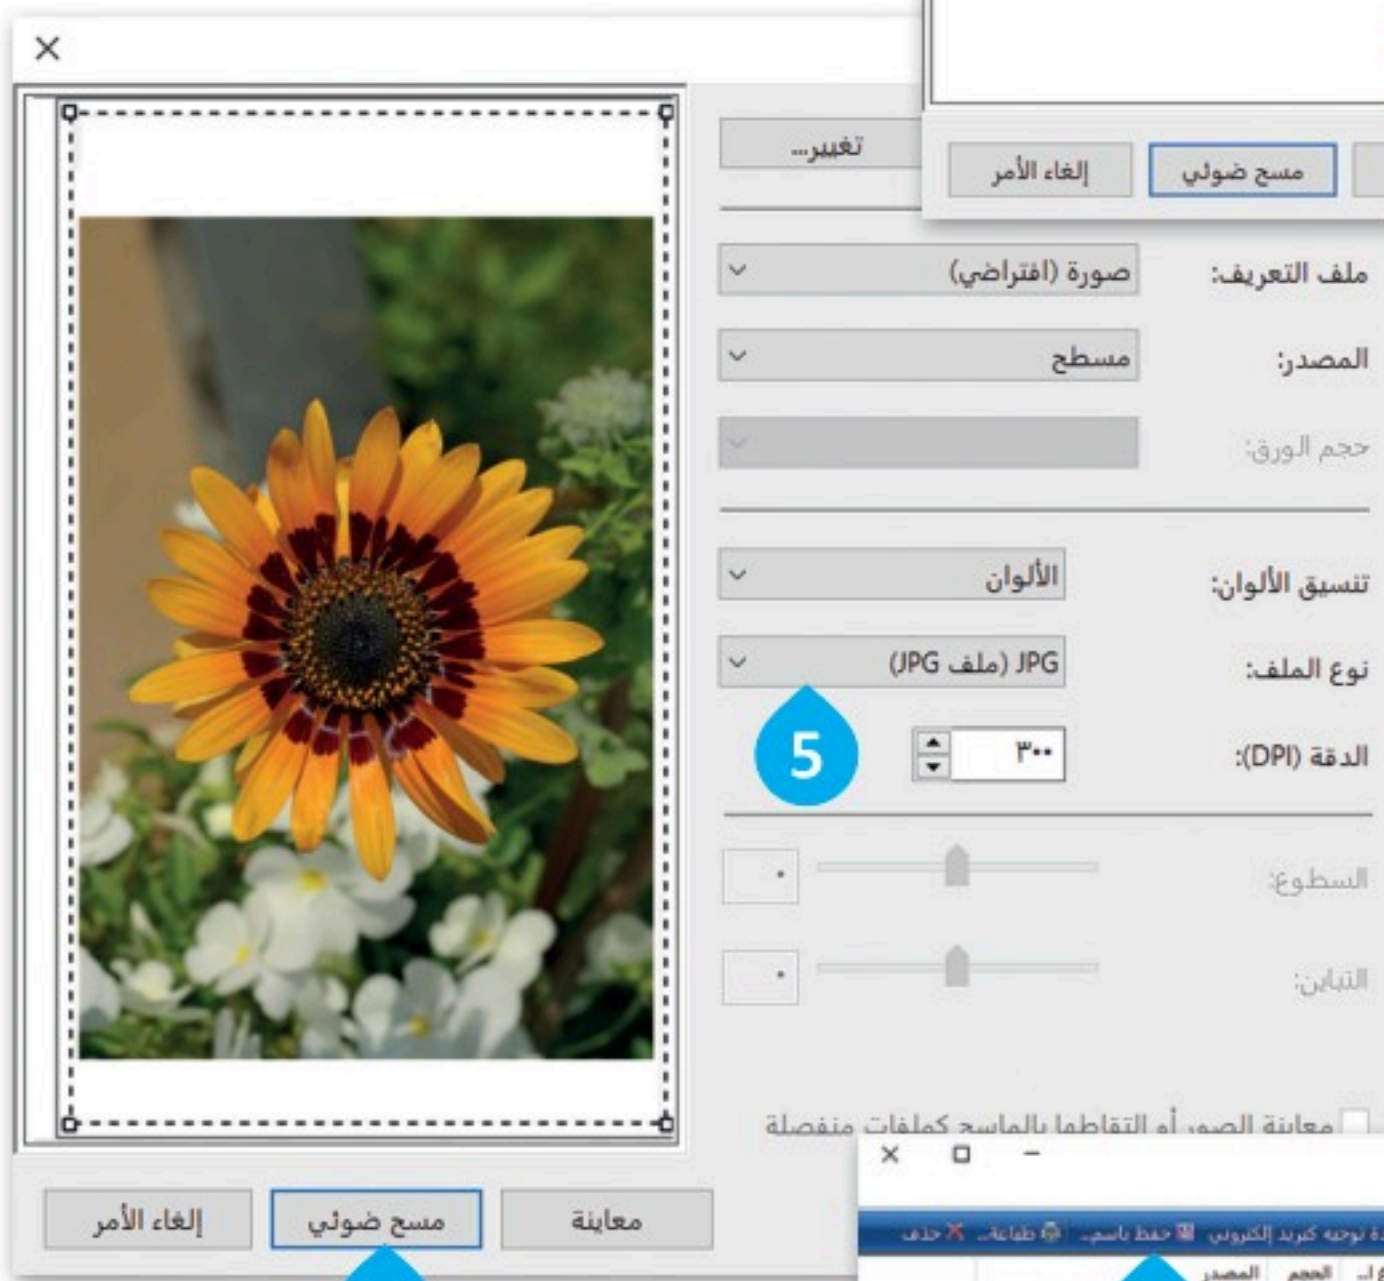 إلغاء الأمر
مسح ضوئي
تغيير...
ملف التعريف:
صورة (افتراضي)
المصدر:
مسطح
حجم الورق:
تنسيق الألوان:
الألوان
نوع الملف:
JPG (ملف JPG)
5
الدقة (DPI):
٣٠٠
السطوع:
٠
التباين:
٠
معاينة الصور أو التقاطها بالماسح كملفات منفصلة
معاينة
مسح ضوئي
إلغاء الأمر
توجيه كبريد إلكتروني حفظ باسم... طباعة... حذف
الحجم المصدر